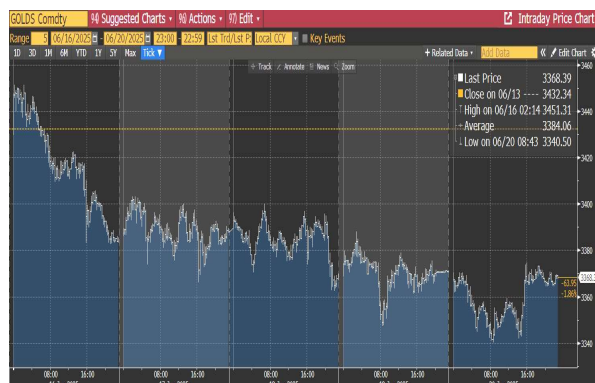 GOLDS Comdty 94) Suggested Charts 96) Actions 97) Edit Intraday Price Chart
Range 5 06/16/2025 - 06/20/2025 23:00 - 22:59 Lst Trd/Lst P Local CCY Key Events
1D 3D 1M 6M YTD 1Y 5Y Max Tick + Related Data Add Data « Edit Chart
Track Annotate News Zoom
Last Price 3368.39
Close on 06/13 ---- 3432.34
High on 06/16 02:14 3451.31
Average 3384.06
Low on 06/20 08:43 3340.50
3460
3420
3400
3380
3368.3
-63.95
-1.86%
3360
3340
08:00 16:00 08:00 16:00 08:00 16:00 08:00 16:00 08:00 16:00